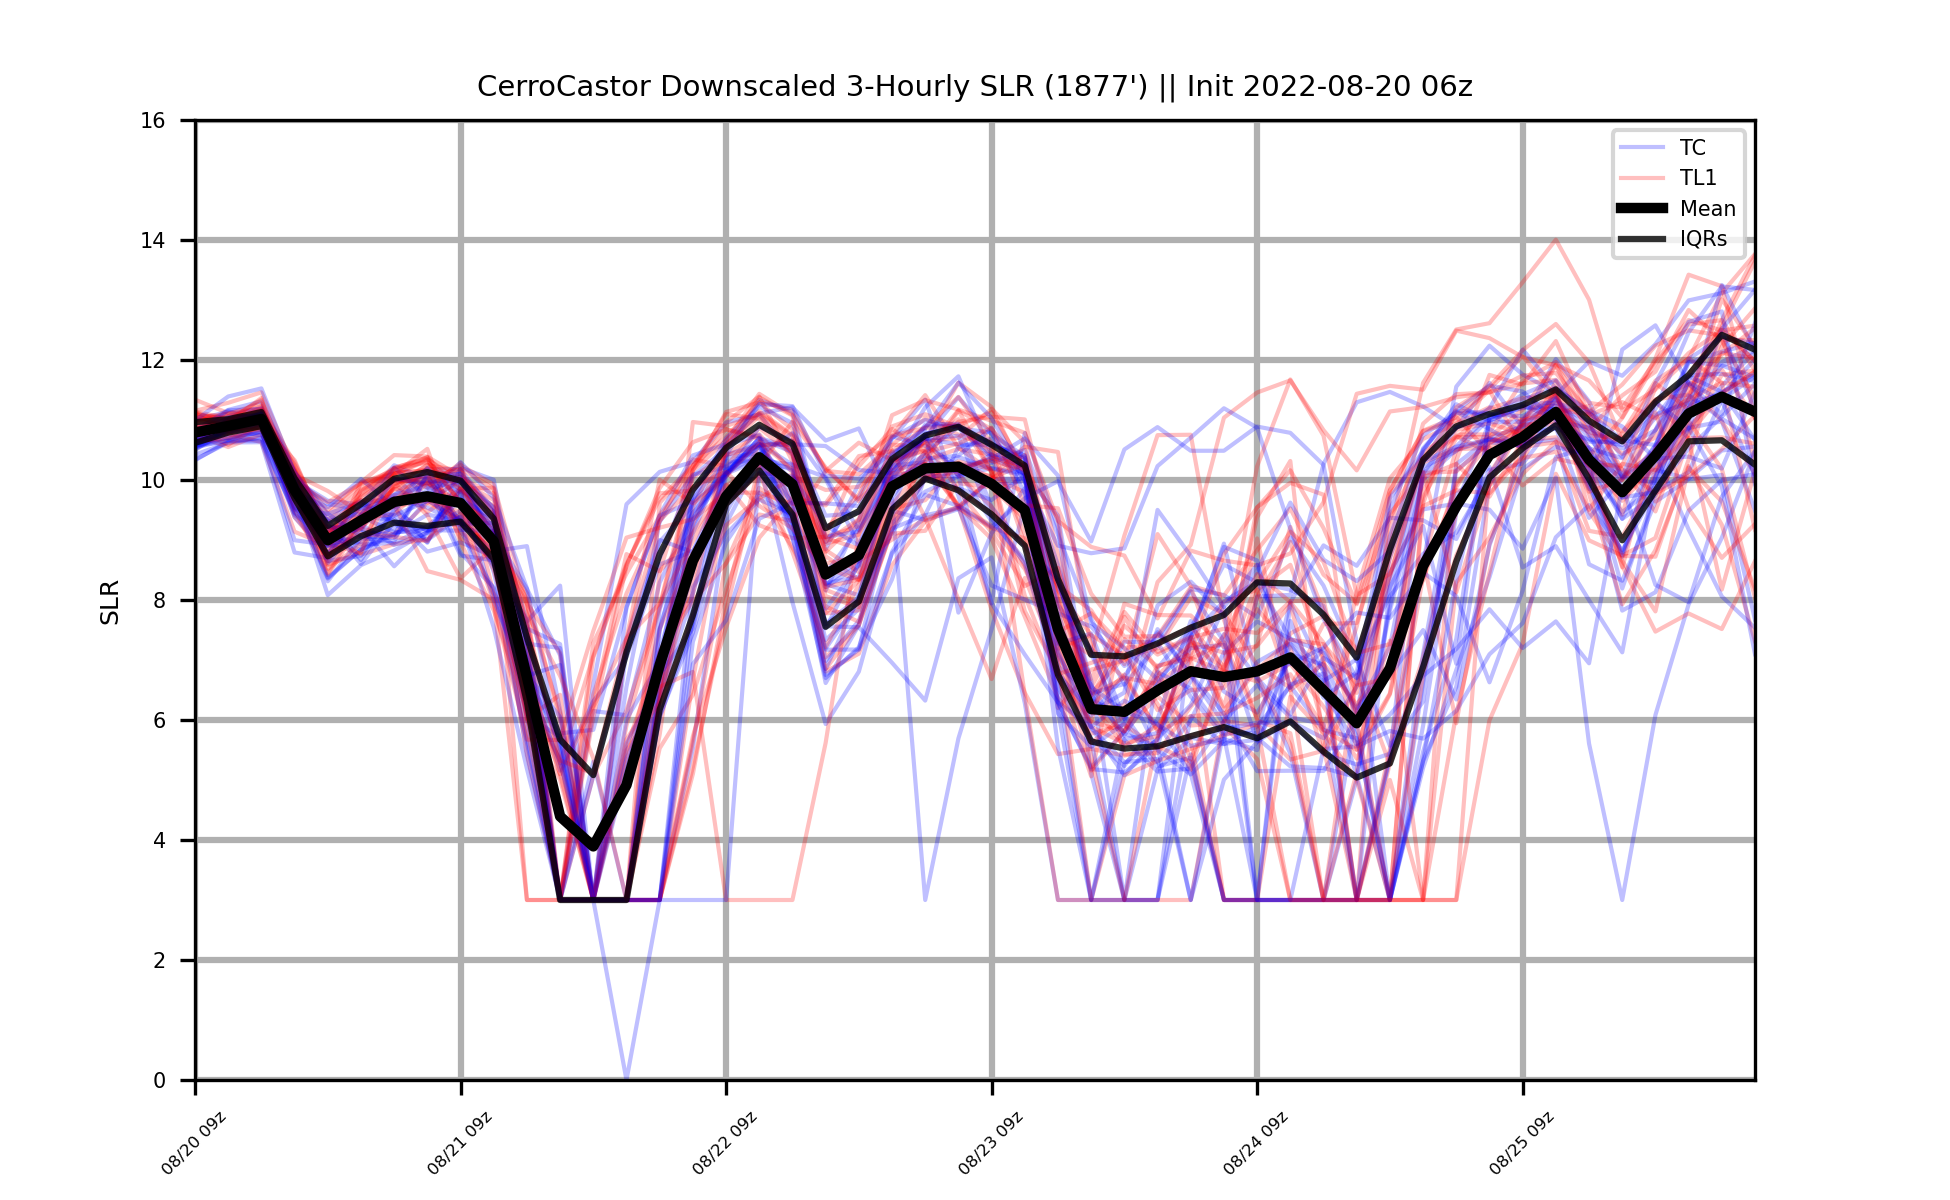 CerroCastor Downscaled 3-Hourly SLR (1877') || Init 2022-08-20 06z
16
14
12
10
8
6
4
2
0
SLR
TC
TL1
Mean
IQRs
08/20 09z
08/21 09z
08/22 09z
08/23 09z
08/24 09z
08/25 09z